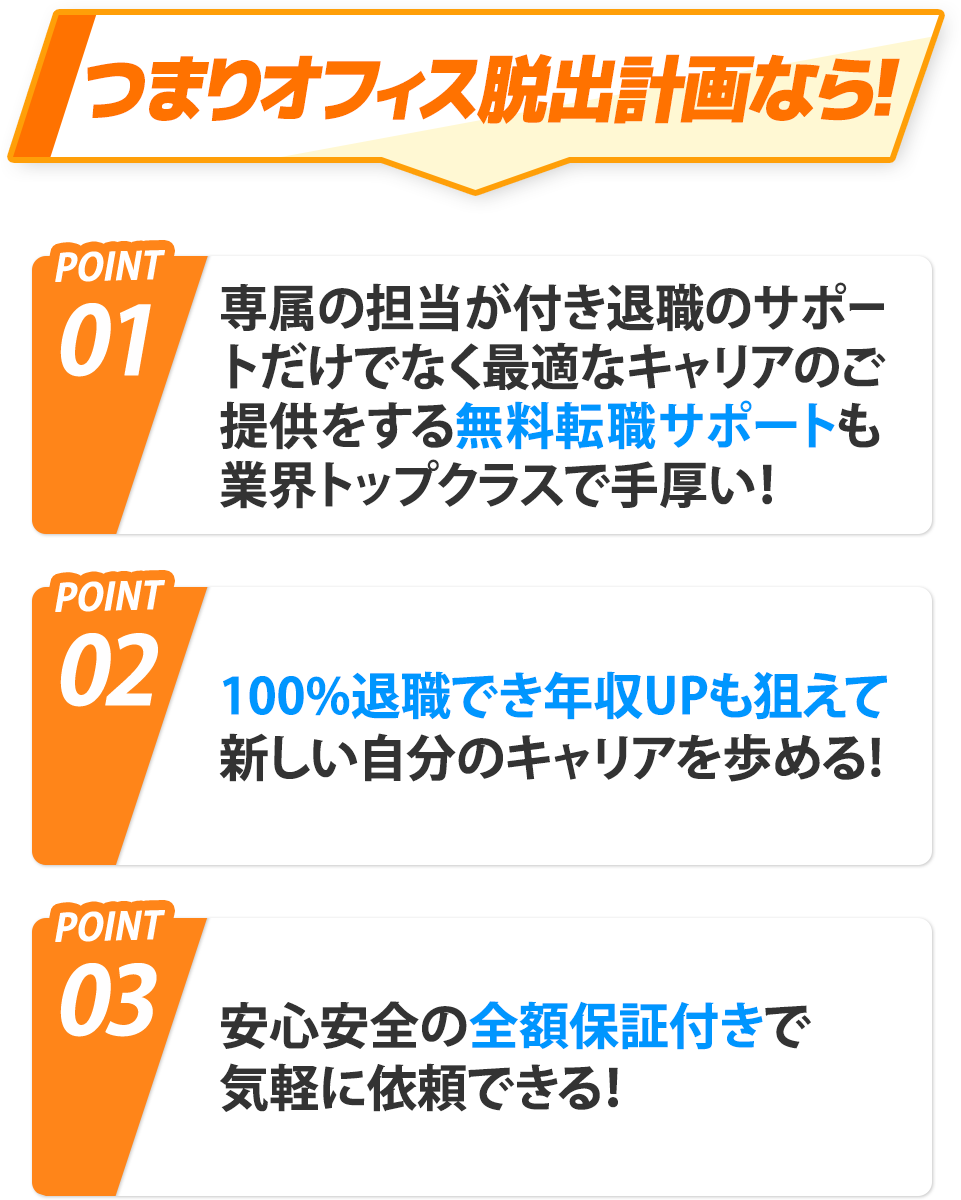 つまりオフィス脱出計画なら!
POINT
01
専属の担当が付き退職のサポー
トだけでなく最適なキャリアのご
提供をする無料転職サポートも
業界トップクラスで手厚い!
POINT
02
100%退職でき年収UPも狙えて
新しい自分のキャリアを歩める!
POINT
03
安心安全の全額保証付きで
気軽に依頼できる!